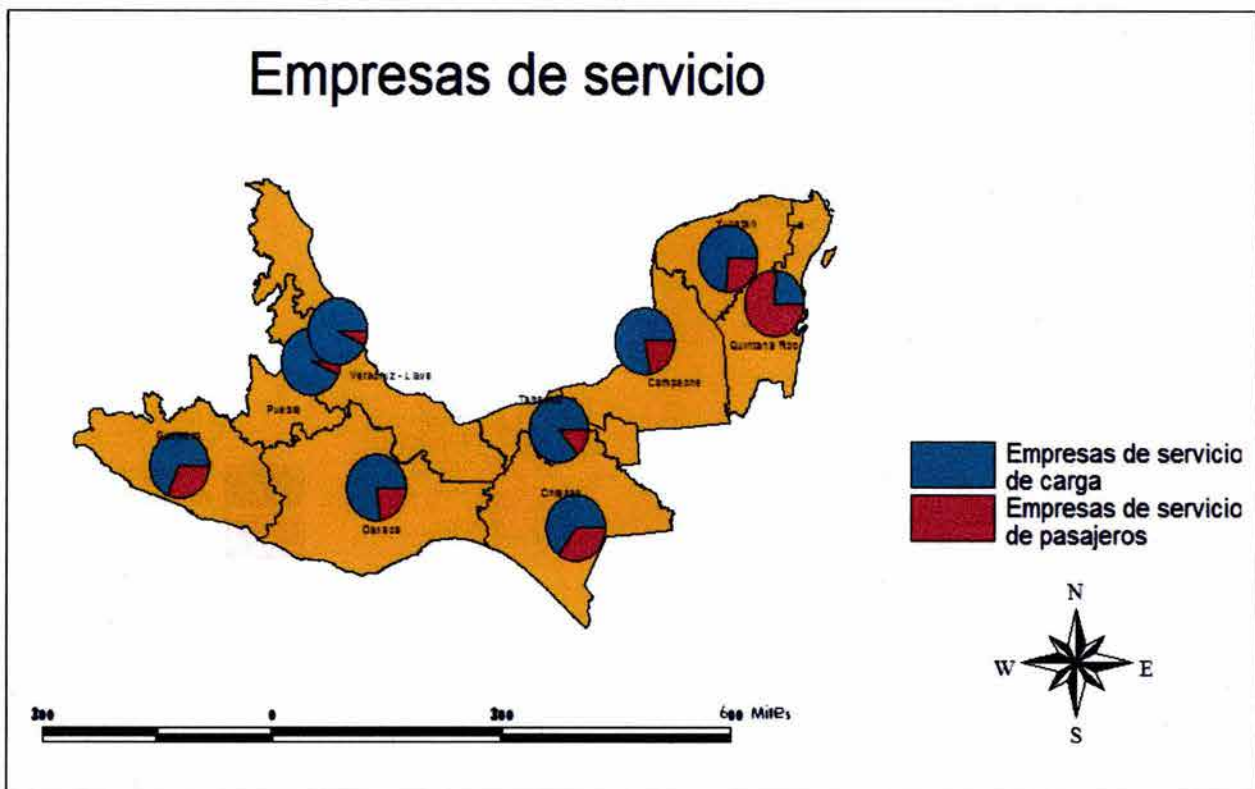 Empresas de servicio
Quintana Roo
Veracruz - Llave
Campeche
Puebla
Oaxaca
Chiapas
Empresas de servicio
de carga
Empresas de servicio
de pasajeros
N
W
E
S
300 0 300 600 Miles